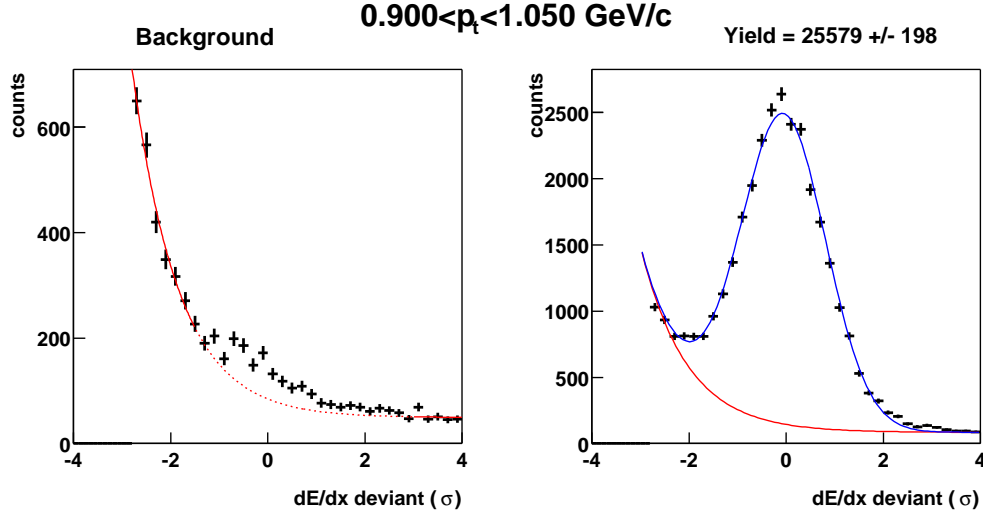 0.900<pt<1.050 GeV/c
Background
Yield = 25579 +/- 198
counts
600
400
200
0
-4
-2
0
2
4
dE/dx deviant ( σ)
counts
2500
2000
1500
1000
500
0
-4
-2
0
2
4
dE/dx deviant ( σ)